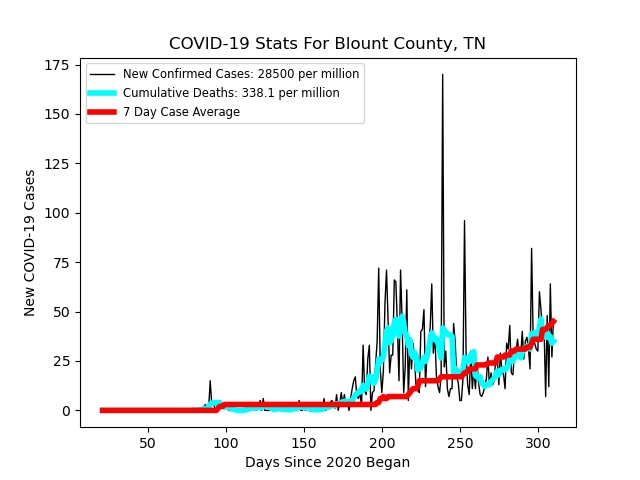 COVID-19 Stats For Blount County, TN
175
150
125
100
75
50
25
0
New COVID-19 Cases
New Confirmed Cases: 28500 per million
Cumulative Deaths: 338.1 per million
7 Day Case Average
50 100 150 200 250 300
Days Since 2020 Began